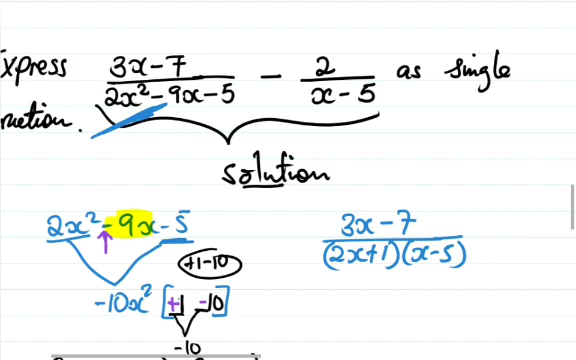 xpress (3x-7)/(2x²-9x-5) - 2/(x-5) as single
raction.
solution
2x²-9x-5
(3x-7)/((2x+1)(x-5))
+1-10
-10x² [+1 -10]
-10